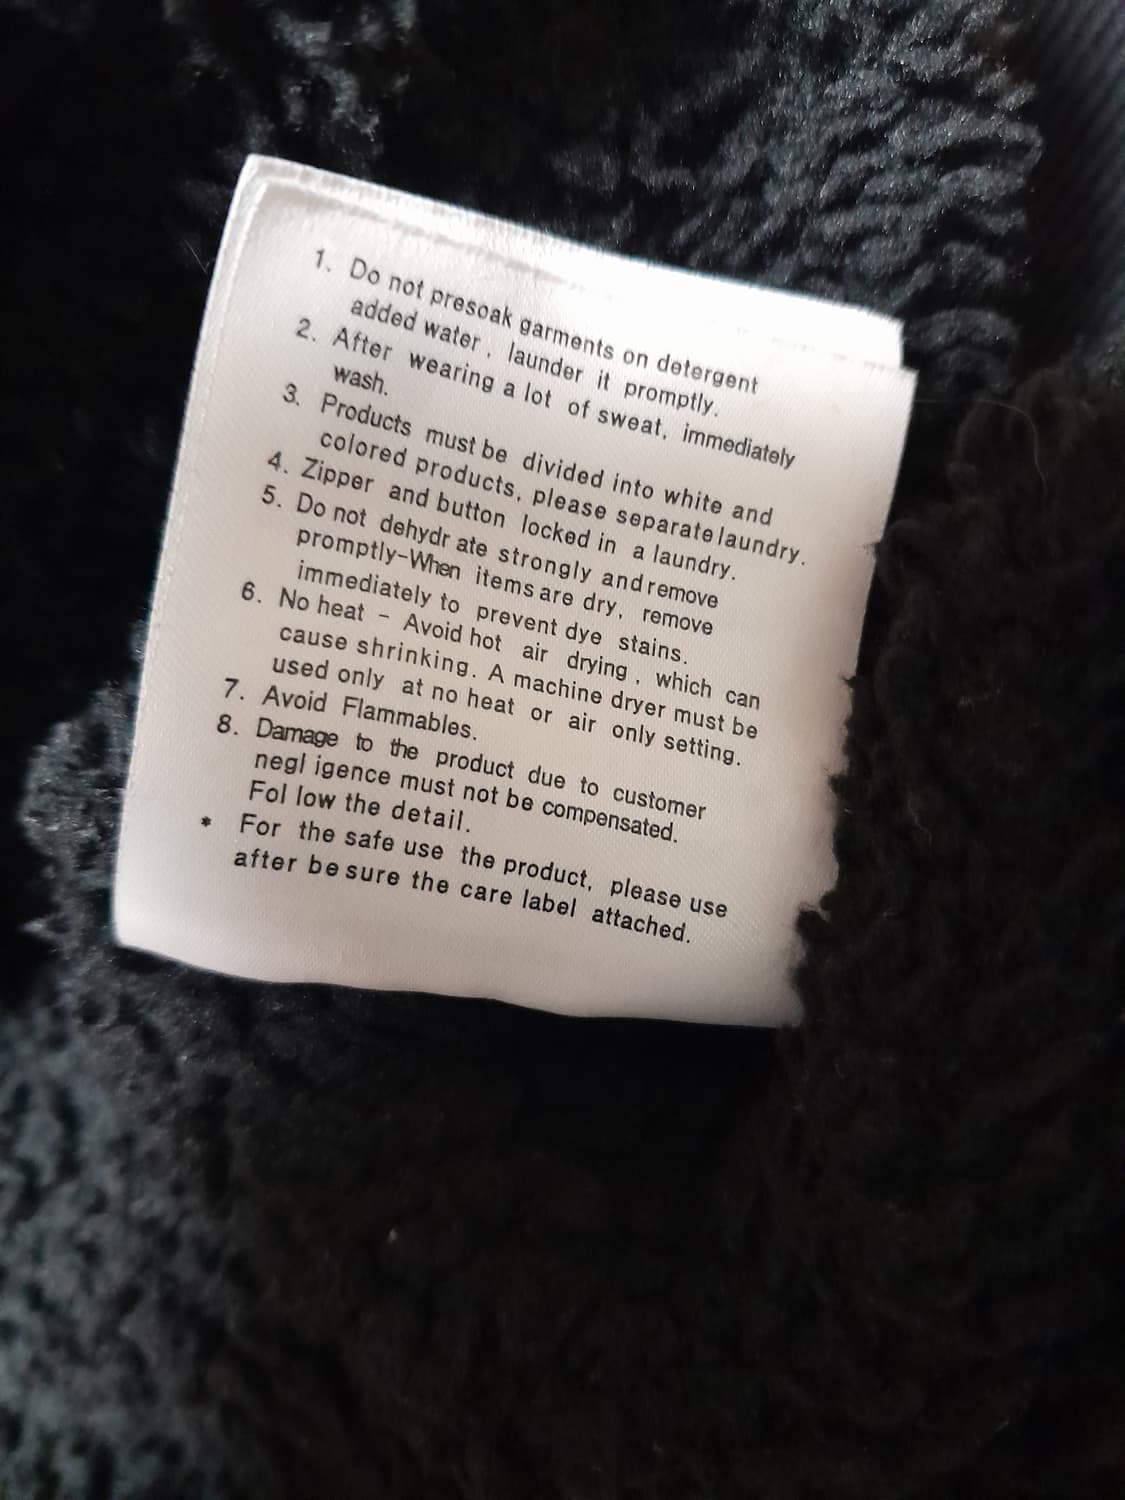 1. Do not presoak garments on detergent
added water, launder it promptly.
2. After wearing a lot of sweat, immediately
wash.
3. Products must be divided into white and
colored products, please separate laundry.
4. Zipper and button locked in a laundry.
5. Do not dehydr ate strongly and remove
promptly-When items are dry, remove
immediately to prevent dye stains.
6. No heat - Avoid hot air drying, which can
cause shrinking. A machine dryer must be
used only at no heat or air only setting.
7. Avoid Flammables.
8. Damage to the product due to customer
negl igence must not be compensated.
Fol low the detail.
* For the safe use the product, please use
after be sure the care label attached.